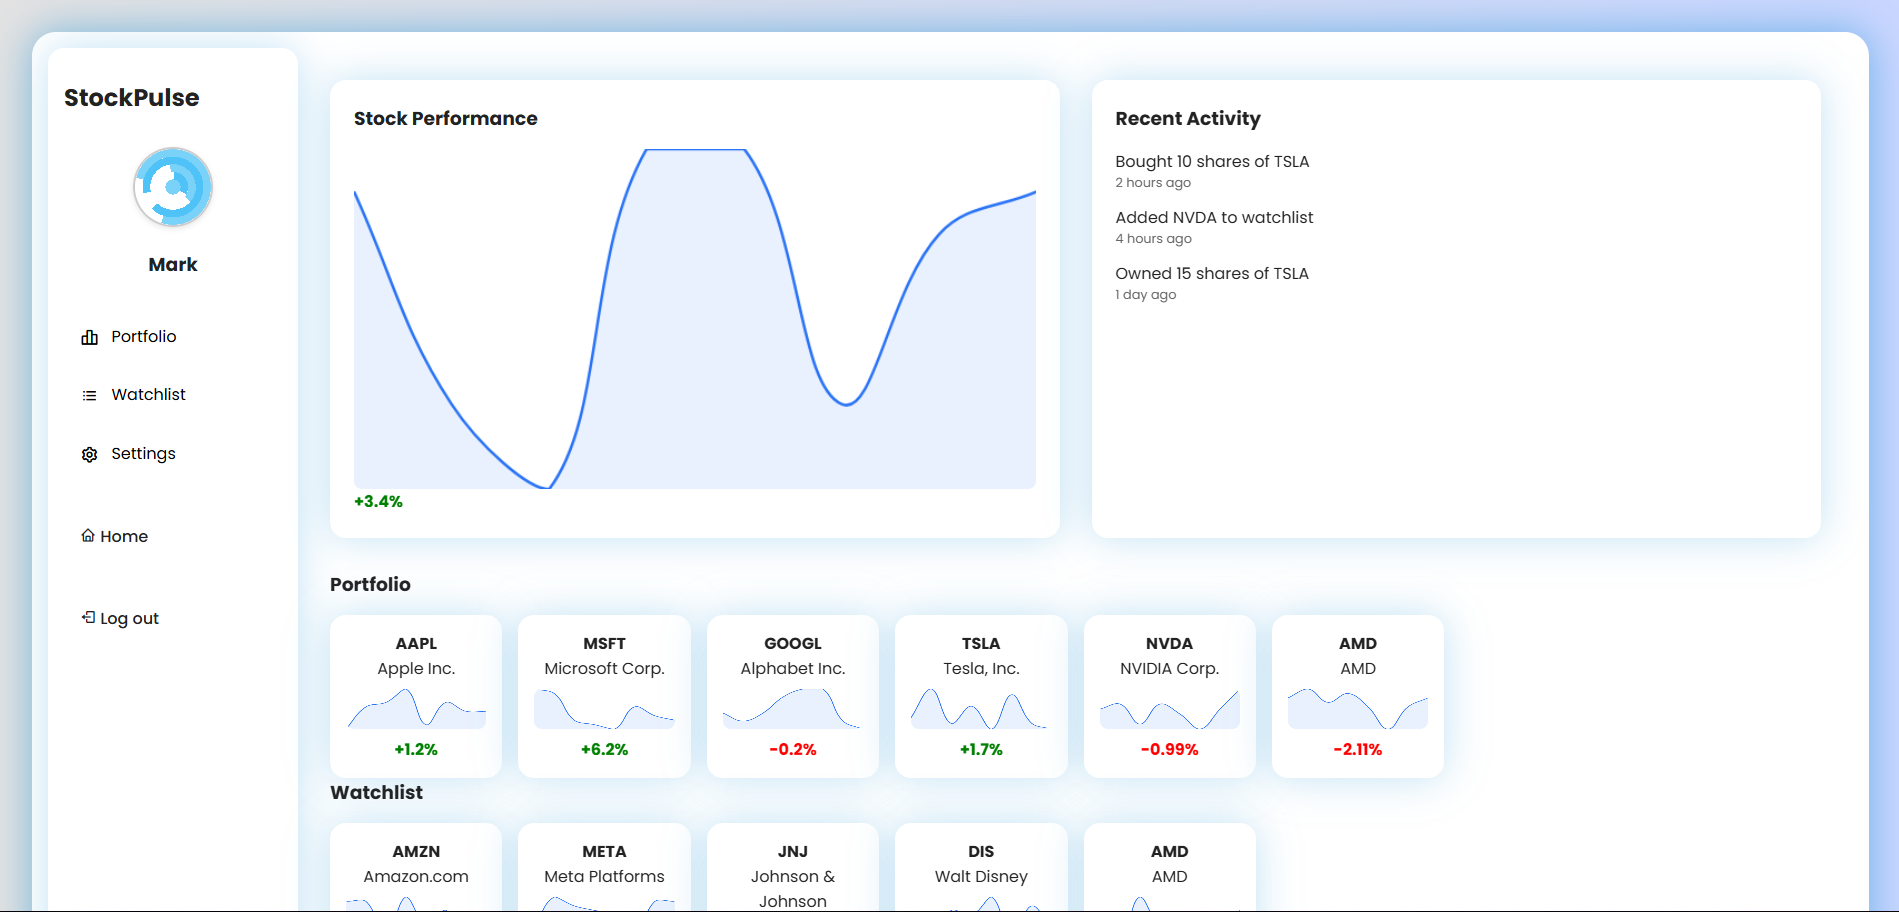 StockPulse
Mark
Portfolio
Watchlist
Settings
Home
Log out
Stock Performance
+3.4%
Recent Activity
Bought 10 shares of TSLA
2 hours ago
Added NVDA to watchlist
4 hours ago
Owned 15 shares of TSLA
1 day ago
Portfolio
AAPL
Apple Inc.
+1.2%
MSFT
Microsoft Corp.
+6.2%
GOOGL
Alphabet Inc.
-0.2%
TSLA
Tesla, Inc.
+1.7%
NVDA
NVIDIA Corp.
-0.99%
AMD
AMD
-2.11%
Watchlist
AMZN
Amazon.com
META
Meta Platforms
JNJ
Johnson &
Johnson
DIS
Walt Disney
AMD
AMD